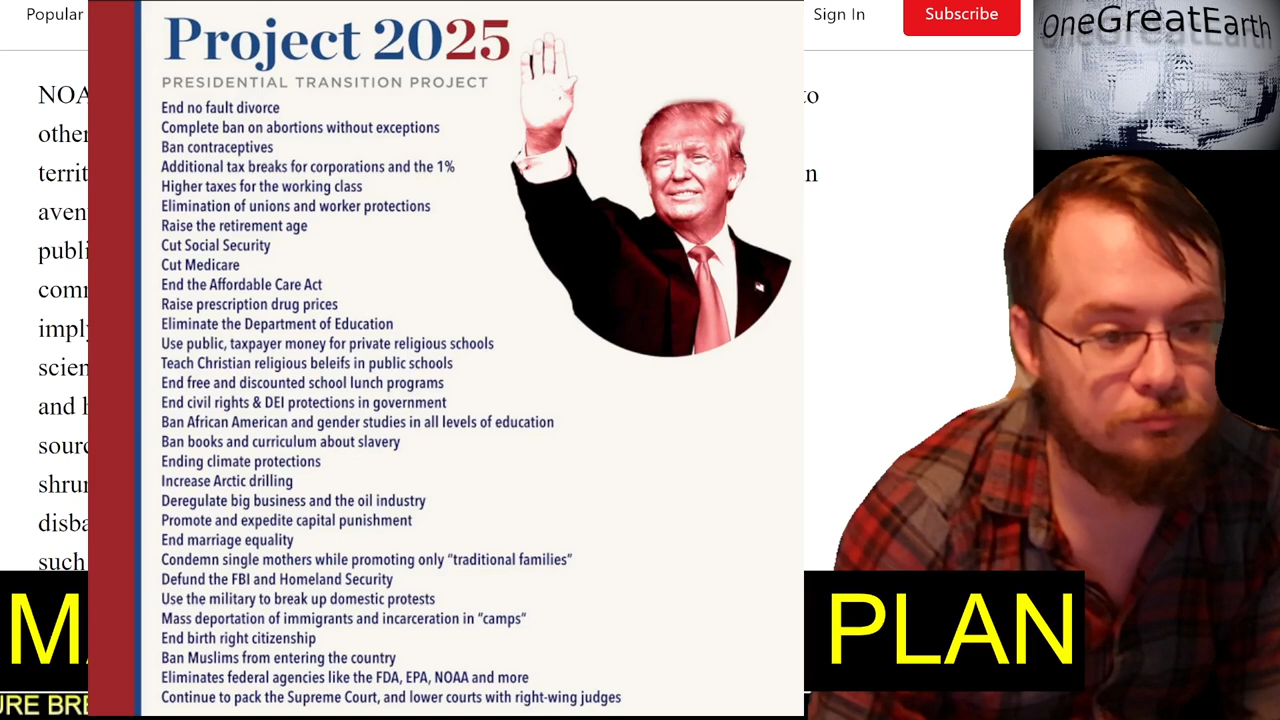 Popular
Sign In
Subscribe
OneGreatEarth
Project 2025
PRESIDENTIAL TRANSITION PROJECT
End no fault divorce
Complete ban on abortions without exceptions
Ban contraceptives
Additional tax breaks for corporations and the 1%
Higher taxes for the working class
Elimination of unions and worker protections
Raise the retirement age
Cut Social Security
Cut Medicare
End the Affordable Care Act
Raise prescription drug prices
Eliminate the Department of Education
Use public, taxpayer money for private religious schools
Teach Christian religious beleifs in public schools
End free and discounted school lunch programs
End civil rights & DEI protections in government
Ban African American and gender studies in all levels of education
Ban books and curriculum about slavery
Ending climate protections
Increase Arctic drilling
Deregulate big business and the oil industry
Promote and expedite capital punishment
End marriage equality
Condemn single mothers while promoting only “traditional families”
Defund the FBI and Homeland Security
Use the military to break up domestic protests
Mass deportation of immigrants and incarceration in “camps”
End birth right citizenship
Ban Muslims from entering the country
Eliminates federal agencies like the FDA, EPA, NOAA and more
Continue to pack the Supreme Court, and lower courts with right-wing judges
to
such
PLAN